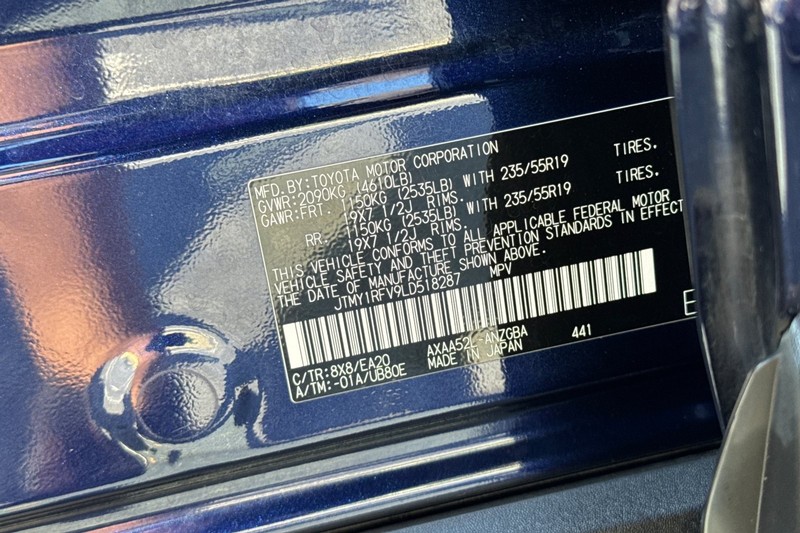 MFD.BY:TOYOTA MOTOR CORPORATION
GVWR:2090KG (4610LB)
GAWR:FRT. 1150KG (2535LB) WITH 235/55R19 TIRES.
19X7 1/2J RIMS.
RR. 1150KG (2535LB) WITH 235/55R19 TIRES.
19X7 1/2J RIMS.
THIS VEHICLE CONFORMS TO ALL APPLICABLE FEDERAL MOTOR
VEHICLE SAFETY AND THEFT PREVENTION STANDARDS IN EFFECT
THE DATE OF MANUFACTURE SHOWN ABOVE.
JTMY1RFV9LD518287 MPV
C/TR:8X8/EA20 AXAA52L-ANZGBA 441
A/TM:-01A/UB80E MADE IN JAPAN